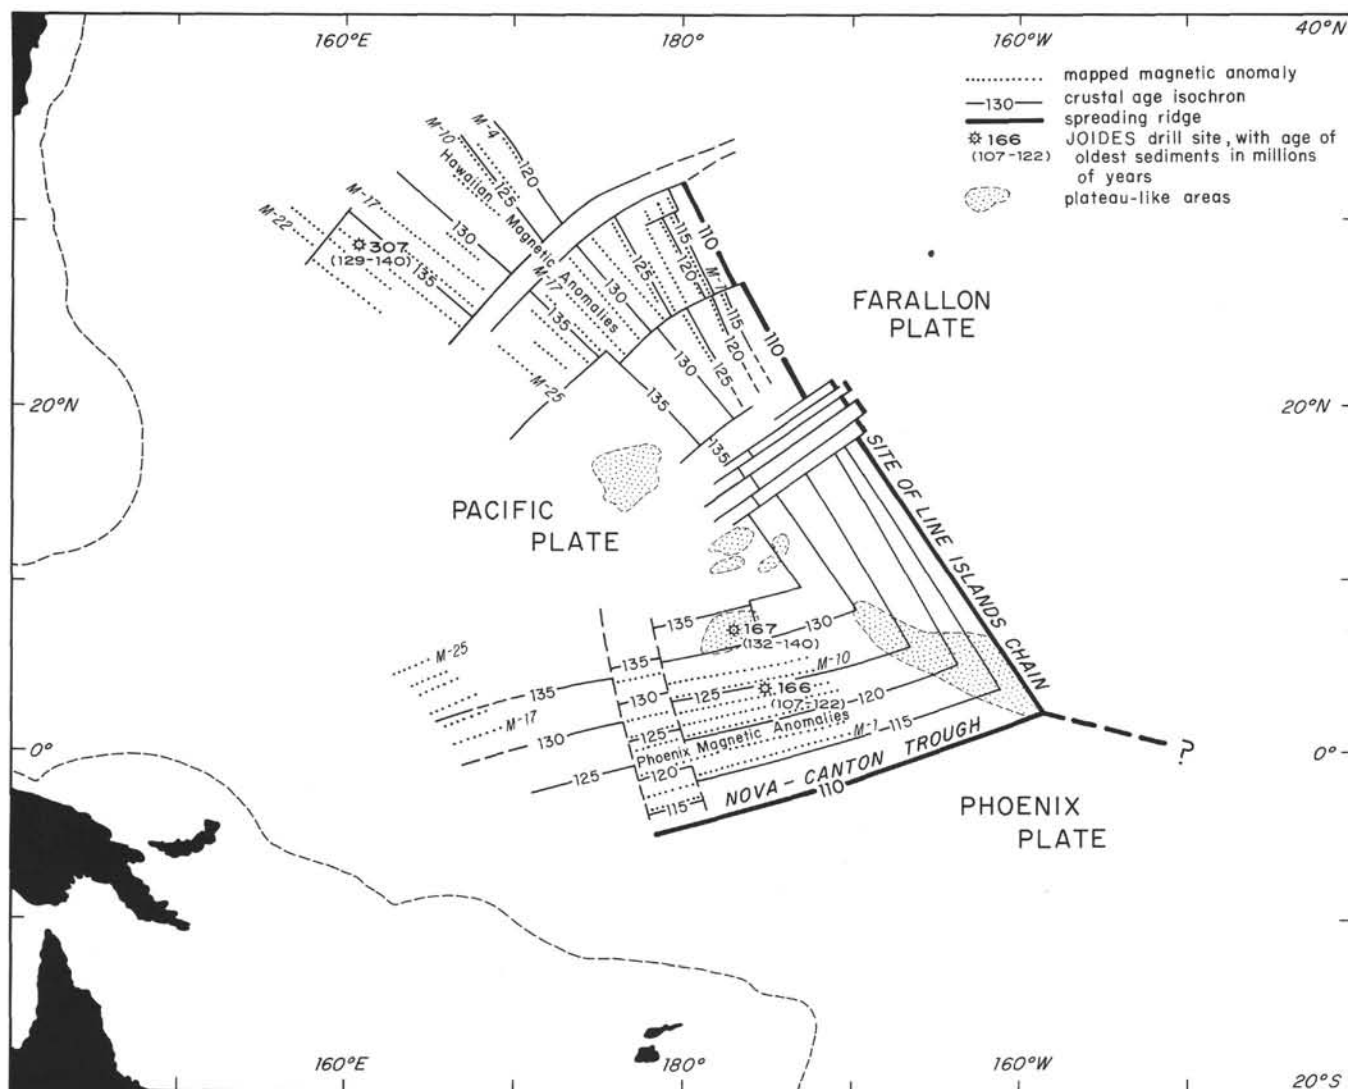 160°E
180°
160°W
40°N
mapped magnetic anomaly
130
crustal age isochron
spreading ridge
166
(107-122)
JOIDES drill site, with age of
oldest sediments in millions
of years
plateau-like areas
M-4
M-10
120
125
Hawaiian Magnetic Anomalies
M-17
130
M-22
307
(129-140)
135
110
115
120
M-1
125
130
M-17
135
M-25
115
120
125
130
135
110
135
FARALLON
PLATE
20°N
20°N
SITE OF LINE ISLANDS CHAIN
PACIFIC
PLATE
135
167
(132-140)
130
M-25
135
M-10
135
130
125
166
(107-122)
120
M-17
130
125
Phoenix Magnetic Anomalies
M-1
115
0°
125
120
NOVA-CANTON TROUGH
?
0°
115
110
PHOENIX
PLATE
160°E
180°
160°W
20°S